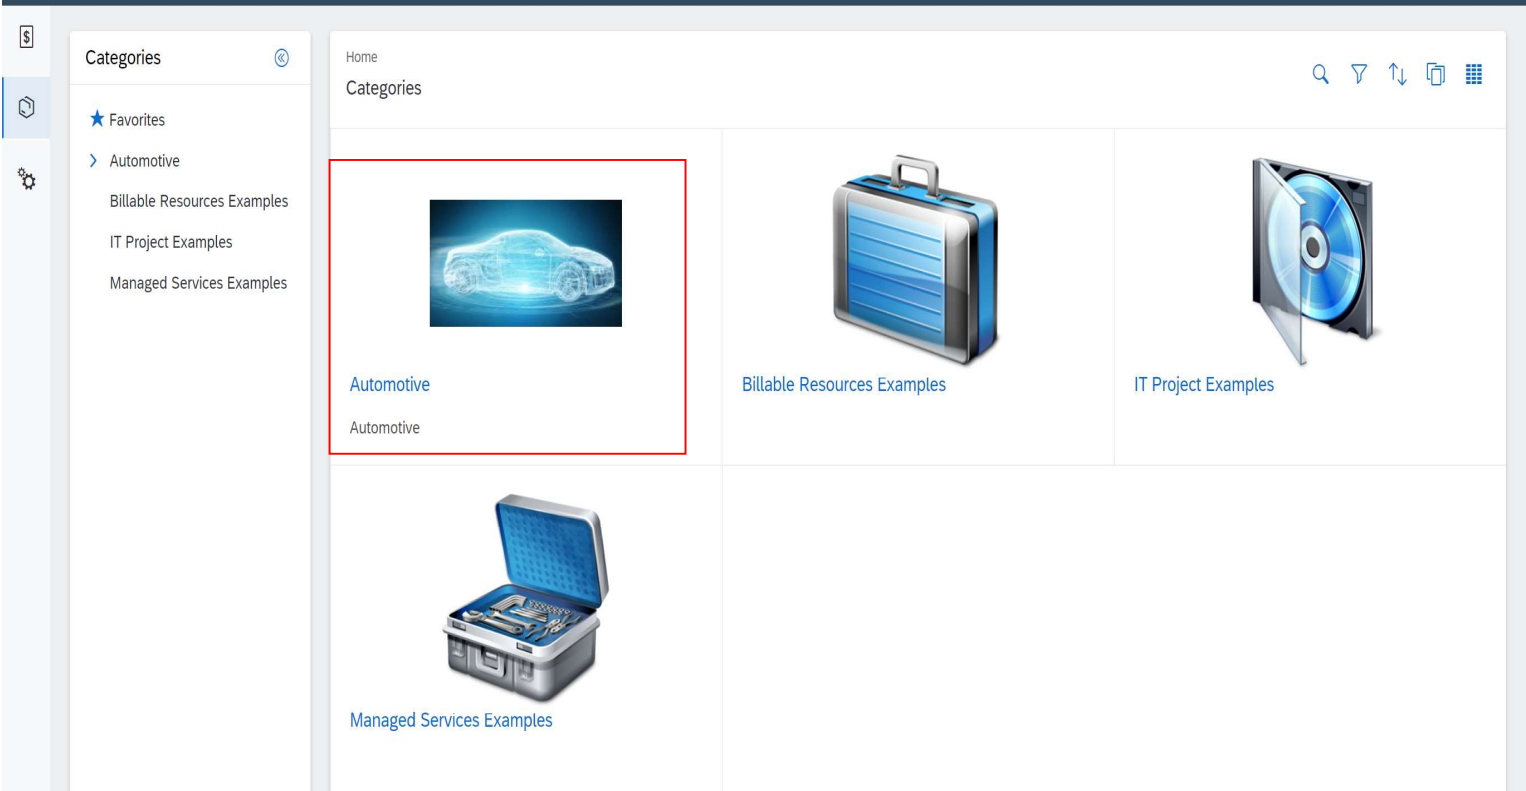 $
Categories
Favorites
Automotive
Billable Resources Examples
IT Project Examples
Managed Services Examples
Home
Categories
Automotive
Automotive
Billable Resources Examples
IT Project Examples
Managed Services Examples